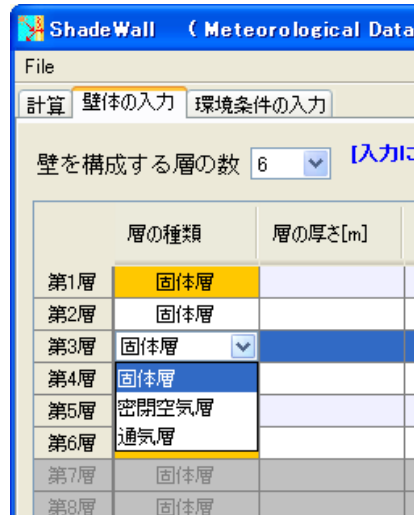 ShadeWall ( Meteorological Data
File
計算 壁体の入力 環境条件の入力
壁を構成する層の数 6 [入力に
層の種類 層の厚さ[m]
第1層 固体層
第2層 固体層
第3層 固体層
第4層 固体層
第5層 密閉空気層
第6層 通気層
第7層 固体層
第8層 固体層